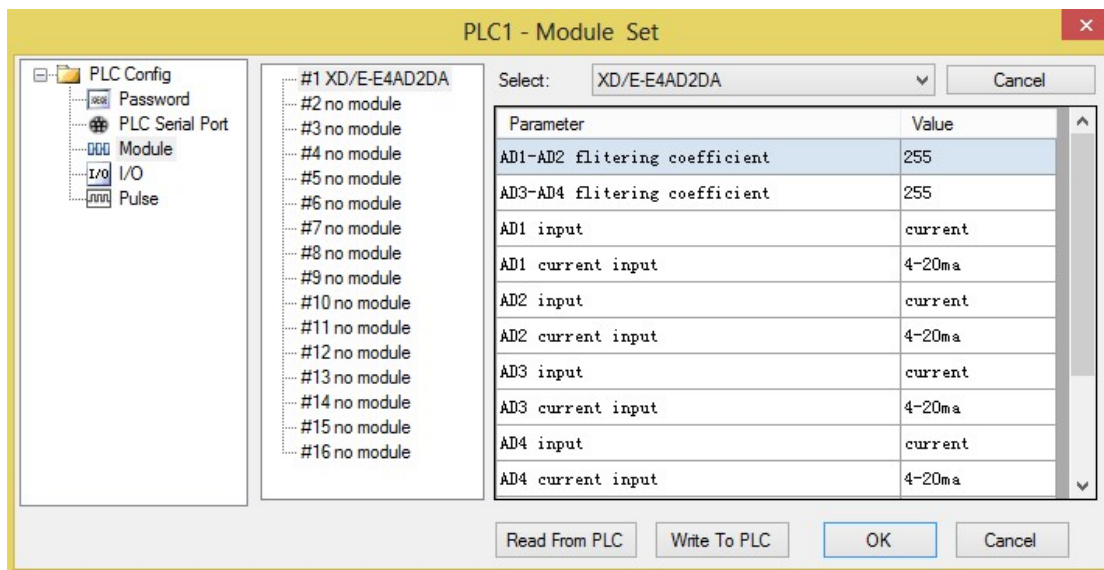 PLC1 - Module Set
PLC Config
Password
PLC Serial Port
Module
I/O I/O
Pulse
#1 XD/E-E4AD2DA
#2 no module
#3 no module
#4 no module
#5 no module
#6 no module
#7 no module
#8 no module
#9 no module
#10 no module
#11 no module
#12 no module
#13 no module
#14 no module
#15 no module
#16 no module
Select: XD/E-E4AD2DA Cancel
Parameter Value
AD1-AD2 flitering coefficient 255
AD3-AD4 flitering coefficient 255
AD1 input current
AD1 current input 4-20ma
AD2 input current
AD2 current input 4-20ma
AD3 input current
AD3 current input 4-20ma
AD4 input current
AD4 current input 4-20ma
Read From PLC Write To PLC OK Cancel